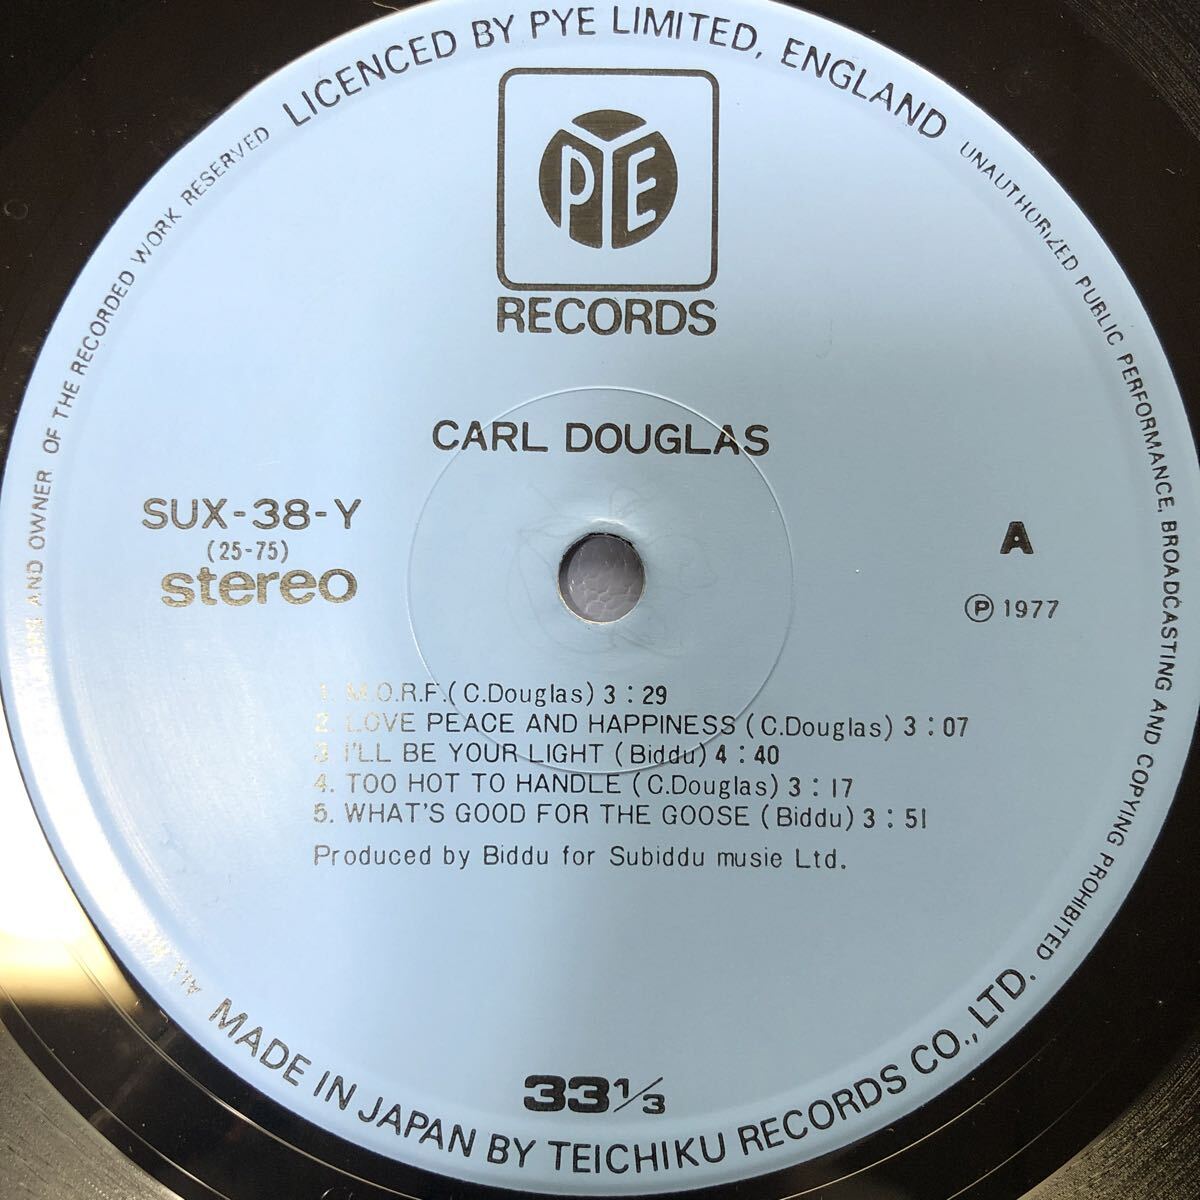 LICENCED BY PYE LIMITED, ENGLAND
UNAUTHORIZED PUBLIC PERFORMANCE, BROADCASTING AND COPYING PROHIBITED
PYE
RECORDS
CARL DOUGLAS
SUX-38-Y
(25-75)
stereo
A
Ⓟ 1977
1. M.O.R.F. (C.Douglas) 3:29
2. LOVE PEACE AND HAPPINESS (C.Douglas) 3:07
3 I'LL BE YOUR LIGHT (Biddu) 4:40
4. TOO HOT TO HANDLE (C.Douglas) 3:17
5. WHAT'S GOOD FOR THE GOOSE (Biddu) 3:51
Produced by Biddu for Subiddu musie Ltd.
33 1/3
MADE IN JAPAN BY TEICHIKU RECORDS CO., LTD.
ALL AND OWNER OF THE RECORDED WORK RESERVED